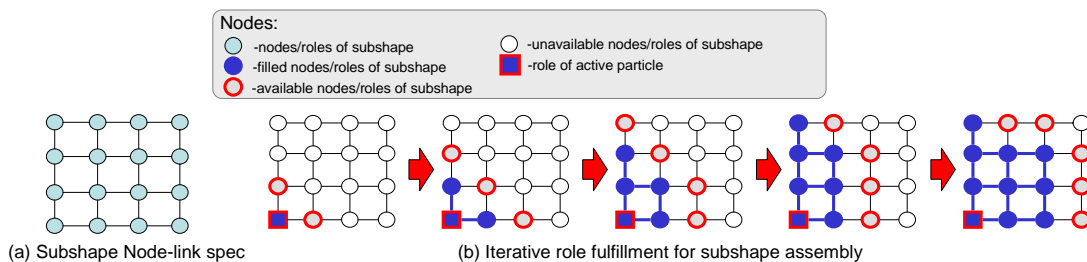 Nodes:
-nodes/roles of subshape
-unavailable nodes/roles of subshape
-filled nodes/roles of subshape
-role of active particle
-available nodes/roles of subshape
(a) Subshape Node-link spec
(b) Iterative role fulfillment for subshape assembly